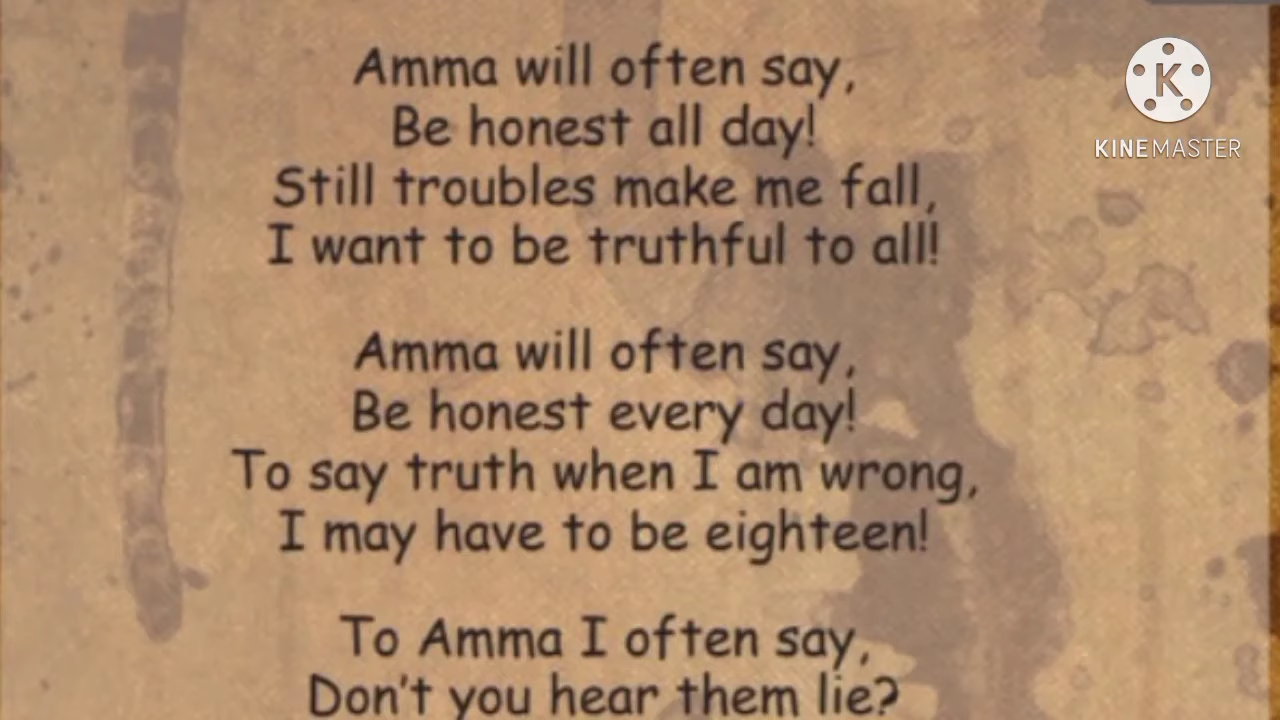 Amma will often say,
Be honest all day!
Still troubles make me fall,
I want to be truthful to all!
Amma will often say,
Be honest every day!
To say truth when I am wrong,
I may have to be eighteen!
To Amma I often say,
Don't you hear them lie?
K
KINEMASTER